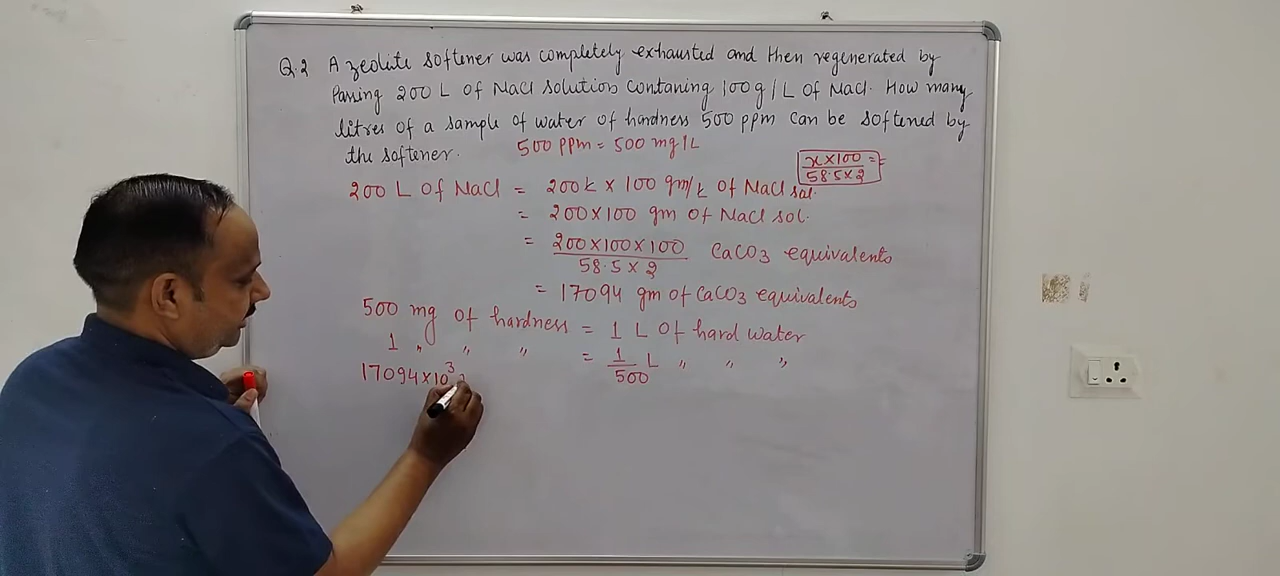 Q.2 A zeolite softener was completely exhausted and then regenerated by
Passing 200 L of NaCl solution contaning 100 g/L of NaCl. How many
litres of a sample of water of hardness 500 ppm can be softened by
the softener.
500 ppm = 500 mg/L
x×100/58.5×2 =
200 L of NaCl = 200L × 100 gm/L of NaCl sol.
= 200×100 gm of NaCl sol.
= 200×100×100/58.5×2 CaCO3 equivalents
= 17094 gm of CaCO3 equivalents
500 mg of hardness = 1 L of hard water
1 " " " = 1/500 L " " "
17094×10³